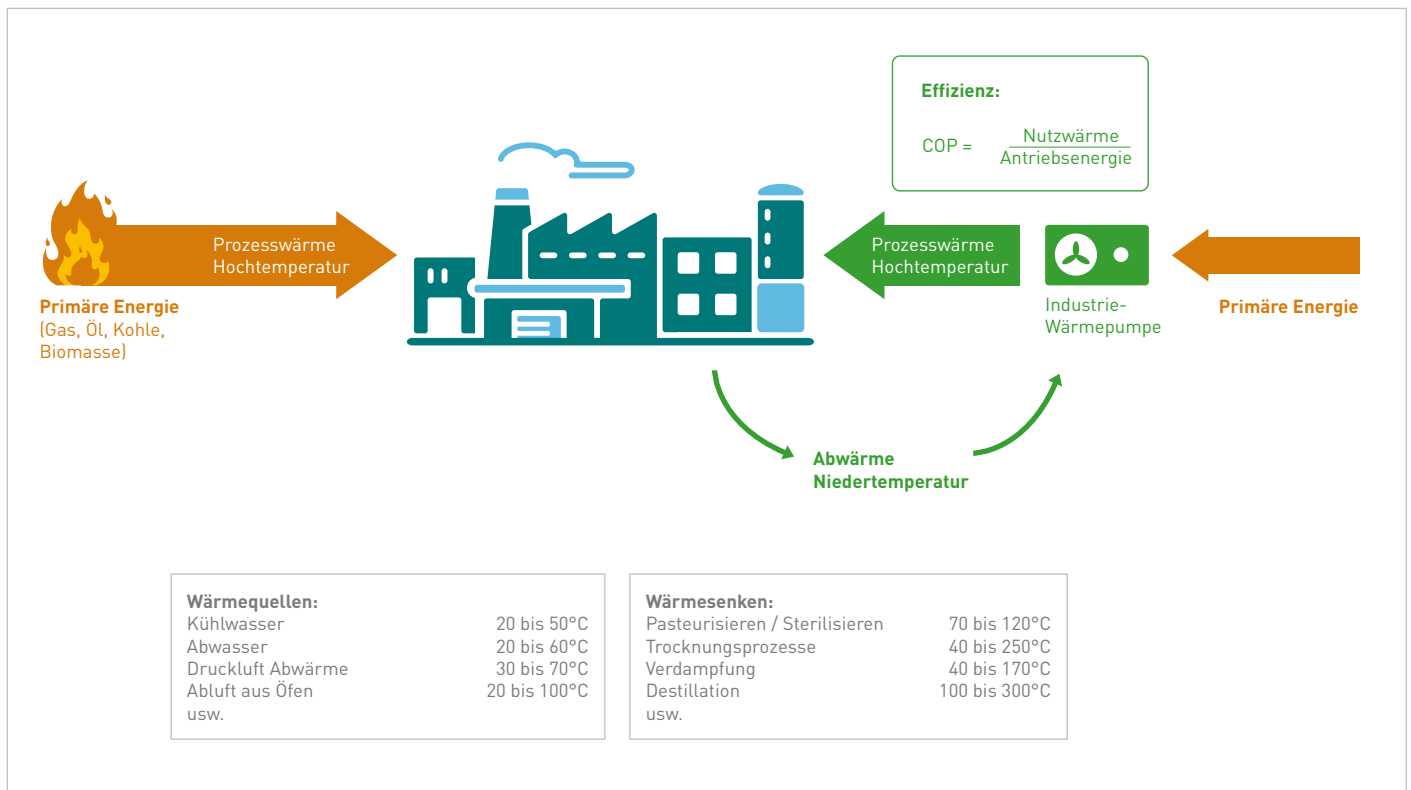 Effizienz:
COP = Nutzwärme
Antriebsenergie
Prozesswärme
Hochtemperatur
Primäre Energie
(Gas, Öl, Kohle,
Biomasse)
Prozesswärme
Hochtemperatur
Industrie-
Wärmepumpe
Primäre Energie
Abwärme
Niedertemperatur
Wärmequellen:
Kühlwasser 20 bis 50°C
Abwasser 20 bis 60°C
Druckluft Abwärme 30 bis 70°C
Abluft aus Öfen 20 bis 100°C
usw.
Wärmesenken:
Pasteurisieren / Sterilisieren 70 bis 120°C
Trocknungsprozesse 40 bis 250°C
Verdampfung 40 bis 170°C
Destillation 100 bis 300°C
usw.